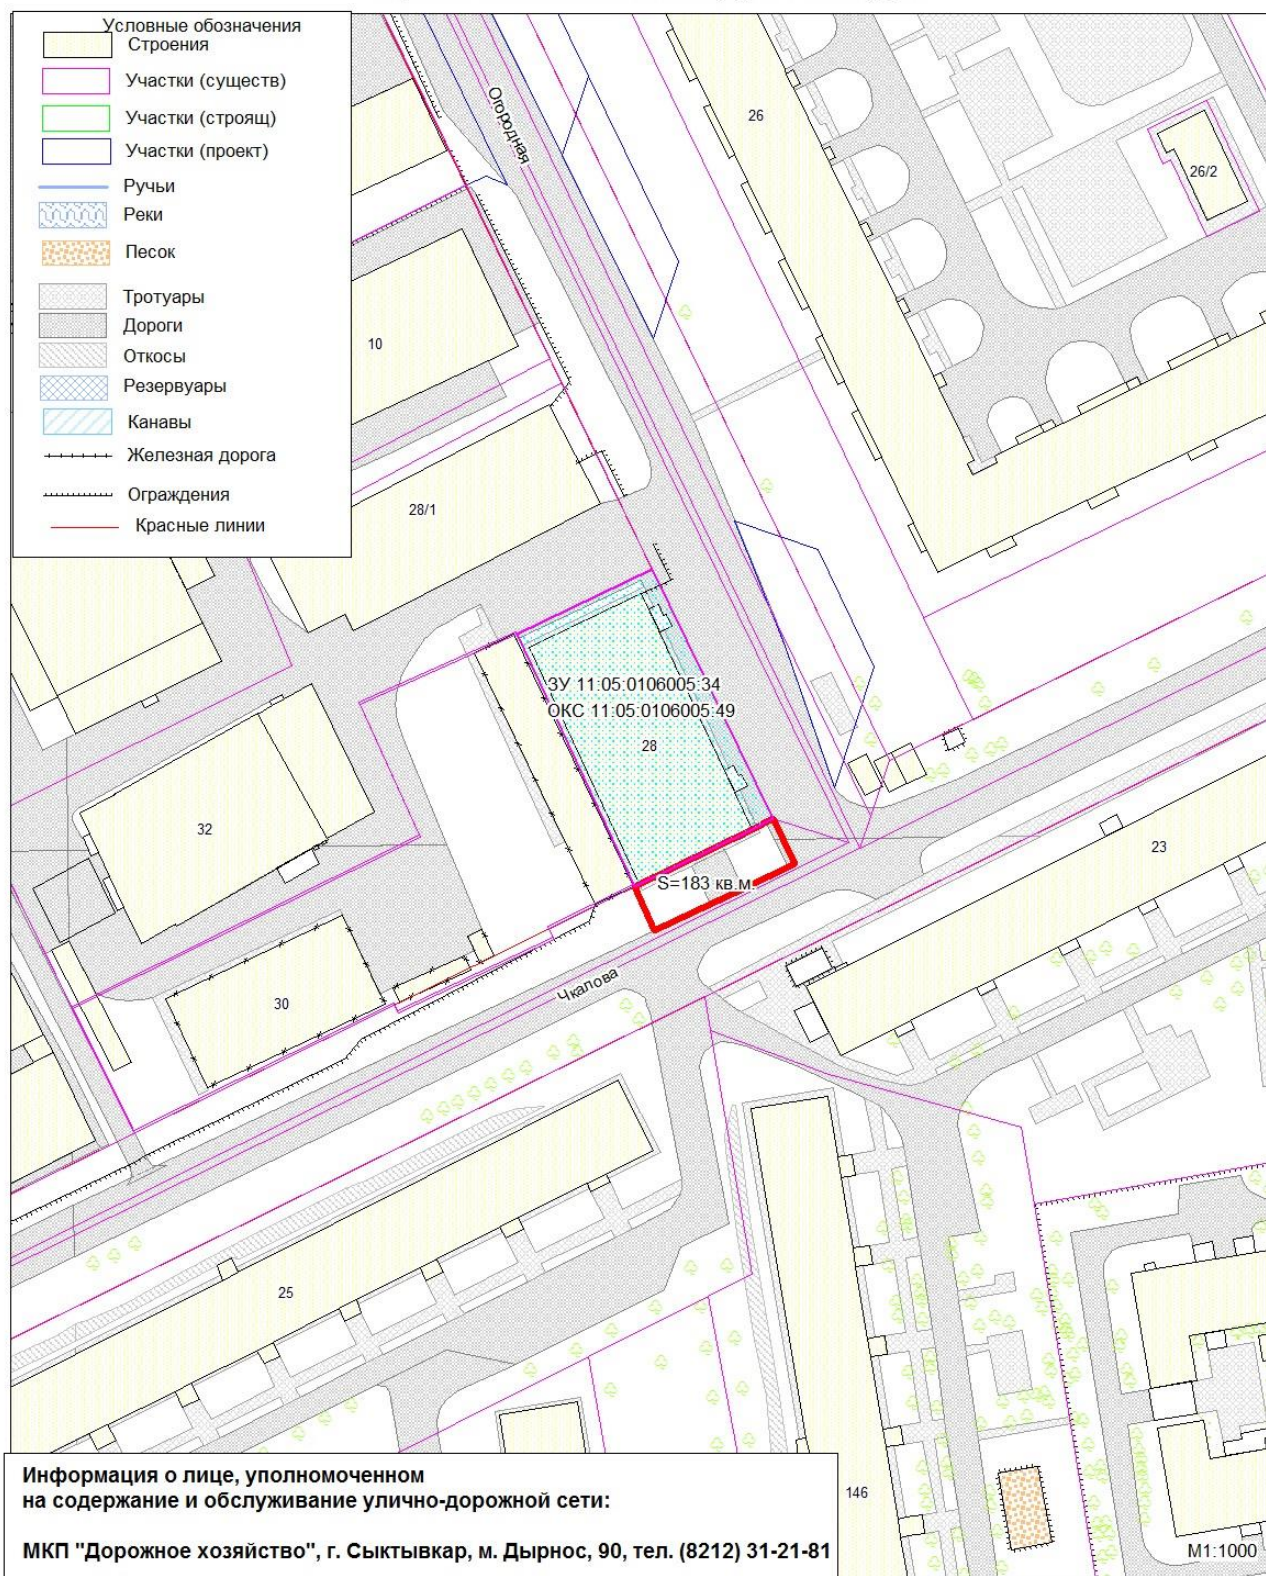 Условные обозначения
Строения
Участки (существ)
Участки (строящ)
Участки (проект)
Ручьи
Реки
Песок
Тротуары
Дороги
Откосы
Резервуары
Канавы
Железная дорога
Ограждения
Красные линии
Огородная
26
26/2
10
28/1
ЗУ 11:05:0106005:34
ОКС 11:05:0106005:49
28
32
23
S=183 кв.м.
Чкалова
30
25
146
Информация о лице, уполномоченном
на содержание и обслуживание улично-дорожной сети:
МКП "Дорожное хозяйство", г. Сыктывкар, м. Дырнос, 90, тел. (8212) 31-21-81
М1:1000